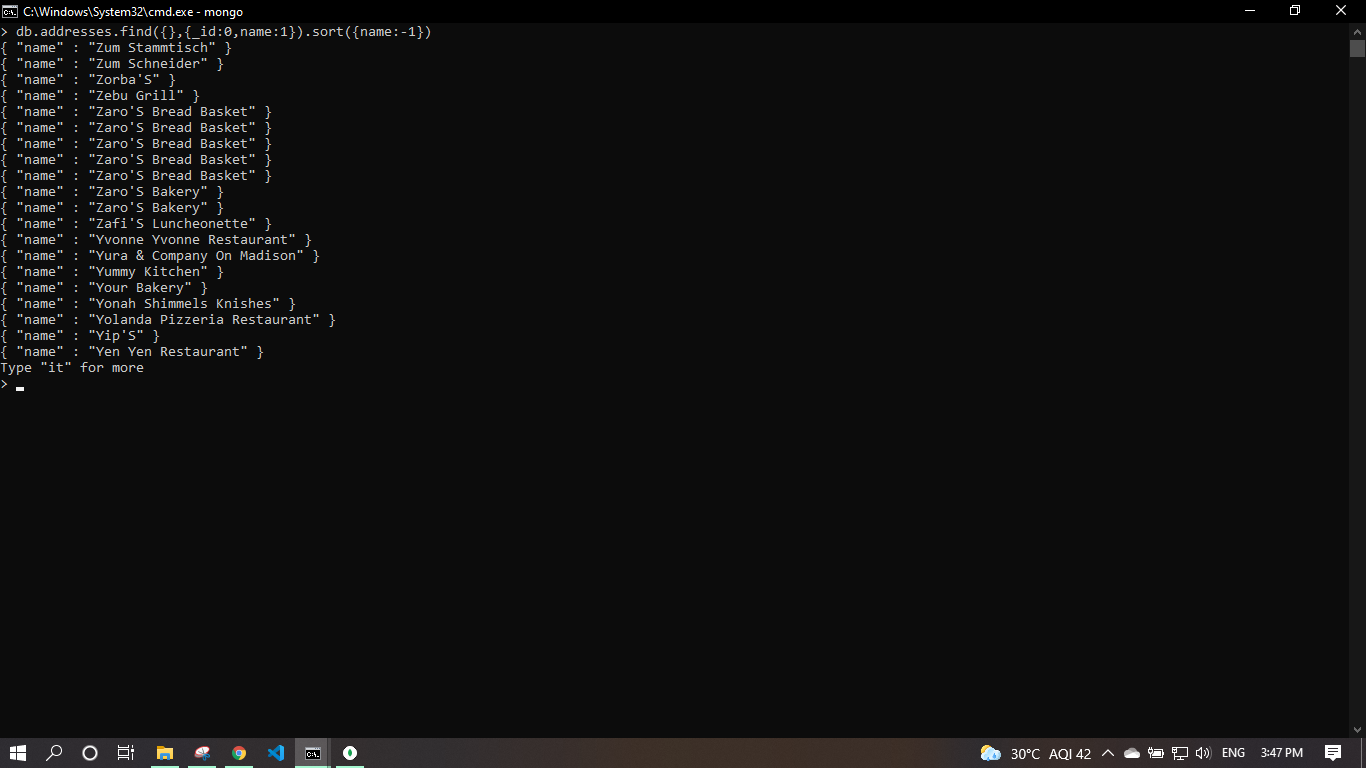 C:\Windows\System32\cmd.exe - mongo
> db.addresses.find({},{_id:0,name:1}).sort({name:-1})
{ "name" : "Zum Stammtisch" }
{ "name" : "Zum Schneider" }
{ "name" : "Zorba'S" }
{ "name" : "Zebu Grill" }
{ "name" : "Zaro'S Bread Basket" }
{ "name" : "Zaro'S Bread Basket" }
{ "name" : "Zaro'S Bread Basket" }
{ "name" : "Zaro'S Bread Basket" }
{ "name" : "Zaro'S Bread Basket" }
{ "name" : "Zaro'S Bakery" }
{ "name" : "Zaro'S Bakery" }
{ "name" : "Zafi'S Luncheonette" }
{ "name" : "Yvonne Yvonne Restaurant" }
{ "name" : "Yura & Company On Madison" }
{ "name" : "Yummy Kitchen" }
{ "name" : "Your Bakery" }
{ "name" : "Yonah Shimmels Knishes" }
{ "name" : "Yolanda Pizzeria Restaurant" }
{ "name" : "Yip'S" }
{ "name" : "Yen Yen Restaurant" }
Type "it" for more
>
30°C AQI 42 ENG 3:47 PM